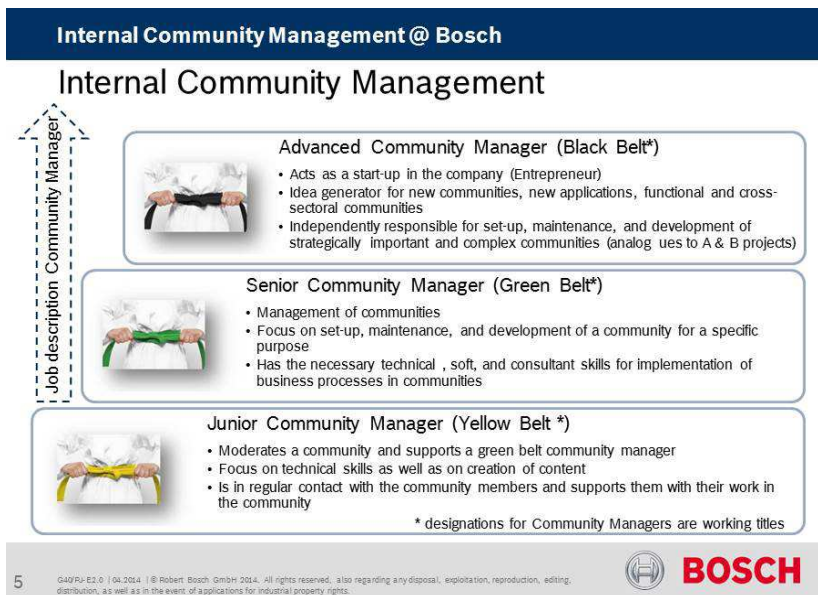 Internal Community Management @ Bosch
Internal Community Management
Job description Community Manager
Advanced Community Manager (Black Belt*)
• Acts as a start-up in the company (Entrepreneur)
• Idea generator for new communities, new applications, functional and cross-
sectoral communities
• Independently responsible for set-up, maintenance, and development of
strategically important and complex communities (analog ues to A & B projects)
Senior Community Manager (Green Belt*)
• Management of communities
• Focus on set-up, maintenance, and development of a community for a specific
purpose
• Has the necessary technical , soft, and consultant skills for implementation of
business processes in communities
Junior Community Manager (Yellow Belt *)
• Moderates a community and supports a green belt community manager
• Focus on technical skills as well as on creation of content
• Is in regular contact with the community members and supports them with their work in
the community
* designations for Community Managers are working titles
5
G40/PJ-E2.0 | 04.2014 | © Robert Bosch GmbH 2014. All rights reserved, also regarding any disposal, exploitation, reproduction, editing,
distribution, as well as in the event of applications for industrial property rights.
BOSCH